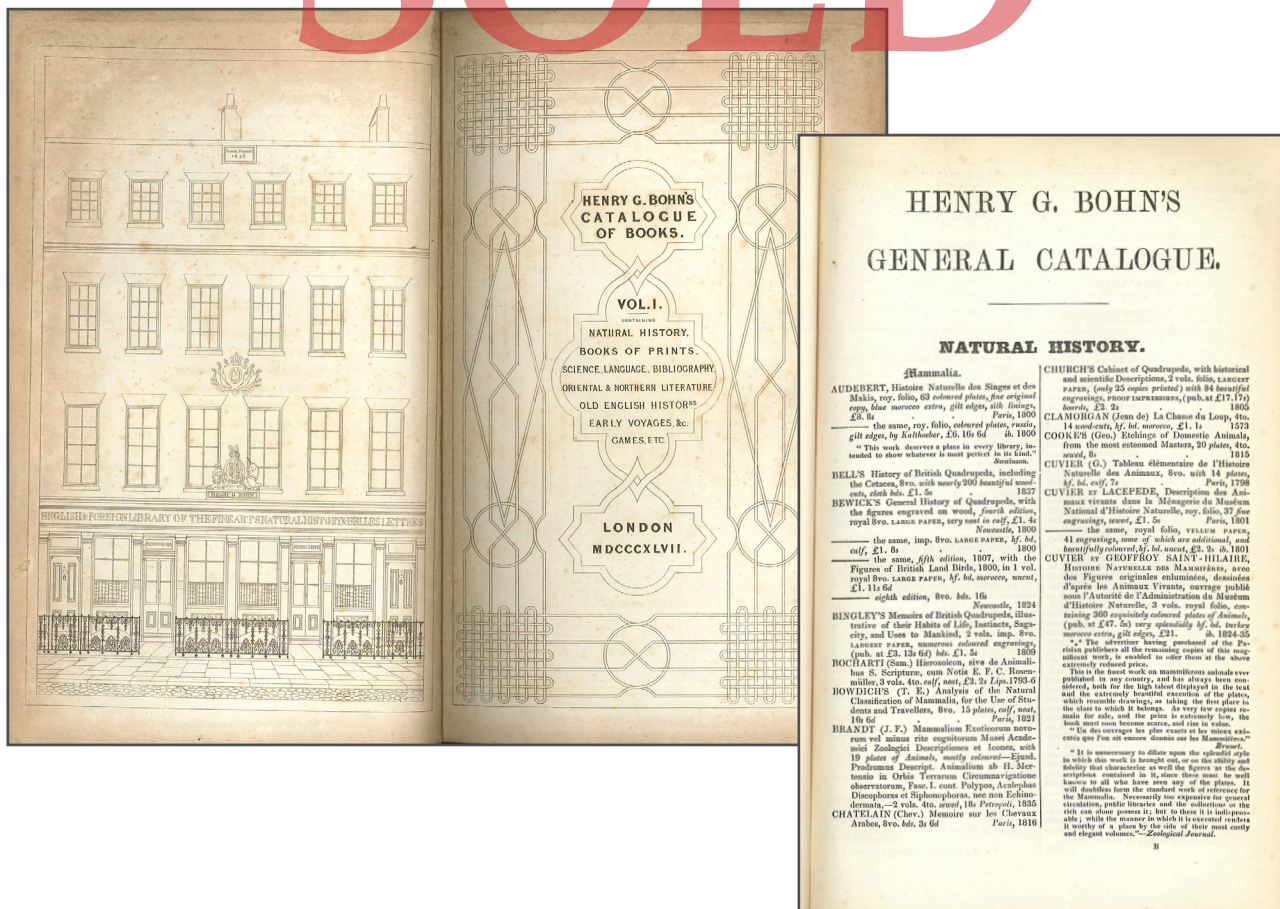 SOLD
YORK STREET
1636
HENRY G. BOHN
ENGLISH & FOREIGN LIBRARY OF THE FINE ARTS NATURAL HISTORY & BELLES LETTRES
HENRY G. BOHN'S
CATALOGUE
OF BOOKS.
VOL. I.
CONTAINING
NATURAL HISTORY,
BOOKS OF PRINTS,
SCIENCE, LANGUAGE, BIBLIOGRAPHY,
ORIENTAL & NORTHERN LITERATURE
OLD ENGLISH HISTORNS
EARLY VOYAGES, &c.
GAMES, ETC.
LONDON
MDCCCXLVII.
HENRY G. BOHN'S
GENERAL CATALOGUE.
NATURAL HISTORY.
Mammalia.
AUDEBERT, Histoire Naturelle des Singes et des
Makis, roy. folio, 63 coloured plates, fine original
copy, blue morocco extra, gilt edges, silk linings,
£8. 8s . Paris, 1800
——— the same, roy. folio, coloured plates, russia,
gilt edges, by Kalthoeber, £6. 16s 6d ib. 1800
"This work deserves a place in every library, in-
tended to show whatever is most perfect in its kind."
Swainson.
BELL'S History of British Quadrupeds, including
the Cetacea, 8vo. with nearly 200 beautiful wood-
cuts, cloth bds. £1. 5s . 1837
BEWICK'S General History of Quadrupeds, with
the figures engraved on wood, fourth edition,
royal 8vo. LARGE PAPER, very neat in calf, £1. 4s
Newcastle, 1800
——— the same, imp. 8vo. LARGE PAPER, hf. bd.
calf, £1. 8s . . 1800
——— the same, fifth edition, 1807, with the
Figures of British Land Birds, 1800, in 1 vol.
royal 8vo. LARGE PAPER, hf. bd. morocco, uncut,
£1. 11s 6d
——— eighth edition, 8vo. bds. 16s
Newcastle, 1824
BINGLEY'S Memoirs of British Quadrupeds, illus-
trative of their Habits of Life, Instincts, Saga-
city, and Uses to Mankind, 2 vols. imp. 8vo.
LARGEST PAPER, numerous coloured engravings,
(pub. at £3. 13s 6d) bds. £1. 5s 1809
BOCHARTI (Sam.) Hierozoicon, sive de Animali-
bus S. Scripturæ, cum Notis E. F. C. Rosen-
müller, 3 vols. 4to. calf, neat, £2. 2s Lips. 1793-6
BOWDICH'S (T. E.) Analysis of the Natural
Classification of Mammalia, for the Use of Stu-
dents and Travellers, 8vo. 15 plates, calf, neat,
10s 6d . . Paris, 1821
BRANDT (J. F.) Mammalium Exoticorum novo-
rum vel minus rite cognitorum Musei Acade-
mici Zoologici Descriptiones et Icones, with
19 plates of Animals, mostly coloured—Ejusd.
Prodromus Descript. Animalium ab H. Mer-
tensio in Orbis Terrarum Circumnavigatione
observatorum, Fasc. I. cont. Polypos, Acalephas
Discophoras et Siphonophoras, nec non Echino-
dermata,—2 vols. 4to. sewed, 18s Petropoli, 1835
CHATELAIN (Chev.) Memoire sur les Chevaux
Arabes, 8vo. bds. 3s 6d Paris, 1816
CHURCH'S Cabinet of Quadrupeds, with historical
and scientific Descriptions, 2 vols. folio, LARGEST
PAPER, (only 25 copies printed) with 84 beautiful
engravings, PROOF IMPRESSIONS, (pub. at £17. 17s)
boards, £2. 2s . . 1805
CLAMORGAN (Jean de) La Chasse du Loup, 4to.
14 wood-cuts, hf. bd. morocco, £1. 1s 1573
COOKE'S (Geo.) Etchings of Domestic Animals,
from the most esteemed Masters, 20 plates, 4to.
sewed, 8s . . 1815
CUVIER (G.) Tableau élémentaire de l'Histoire
Naturelle des Animaux, 8vo. with 14 plates,
hf. bd. calf, 7s . Paris, 1798
CUVIER ET LACEPEDE, Description des Ani-
maux vivants dans la Ménagerie du Muséum
National d'Histoire Naturelle, roy. folio, 37 fine
engravings, sewed, £1. 5s Paris, 1801
——— the same, royal folio, VELLUM PAPER,
41 engravings, some of which are additional, and
beautifully coloured, hf. bd. uncut, £2. 2s ib. 1801
CUVIER ET GEOFFROY SAINT-HILAIRE,
HISTOIRE NATURELLE DES MAMMIFÈRES, avec
des Figures originales enluminées, dessinées
d'après les Animaux Vivants, ouvrage publié
sous l'Autorité de l'Administration du Muséum
d'Histoire Naturelle, 3 vols. royal folio, con-
taining 360 exquisitely coloured plates of Animals,
(pub. at £47. 5s) very splendidly hf. bd. turkey
morocco extra, gilt edges, £21. ib. 1824-35
*.* The advertiser having purchased of the Pa-
risian publishers all the remaining copies of this mag-
nificent work, is enabled to offer them at the above
extremely reduced price.
This is the finest work on mammiferous animals ever
published in any country, and has always been con-
sidered, both for the high talent displayed in the text
and the extremely beautiful execution of the plates,
which resemble drawings, as taking the first place in
the class to which it belongs. As very few copies re-
main for sale, and the price is extremely low, the
book must soon become scarce, and rise in value.
"Un des ouvrages les plus exacts et les mieux exé-
cutés que l'on ait encore donnés sur les Mammifères."
Brunet.
"It is unnecessary to dilate upon the splendid style
in which this work is brought out, or on the ability and
fidelity that characterise as well the figures as the de-
scriptions contained in it, since these must be well
known to all who have seen any of the plates. It
will doubtless form the standard work of reference for
the Mammalia. Necessarily too expensive for general
circulation, public libraries and the collections of the
rich can alone possess it; but to these it is indispens-
able; while the manner in which it is executed renders
it worthy of a place by the side of their most costly
and elegant volumes."—Zoological Journal.
B